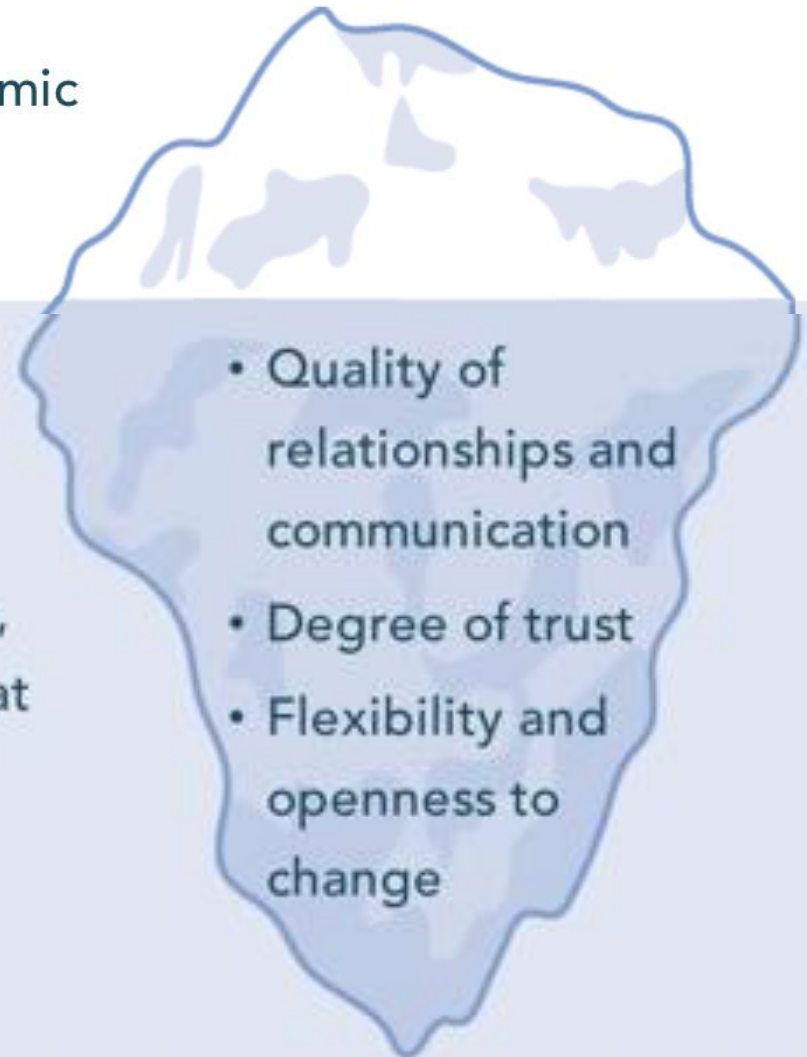 mic
• Quality of
relationships and
communication
,
• Degree of trust
at
• Flexibility and
openness to
change